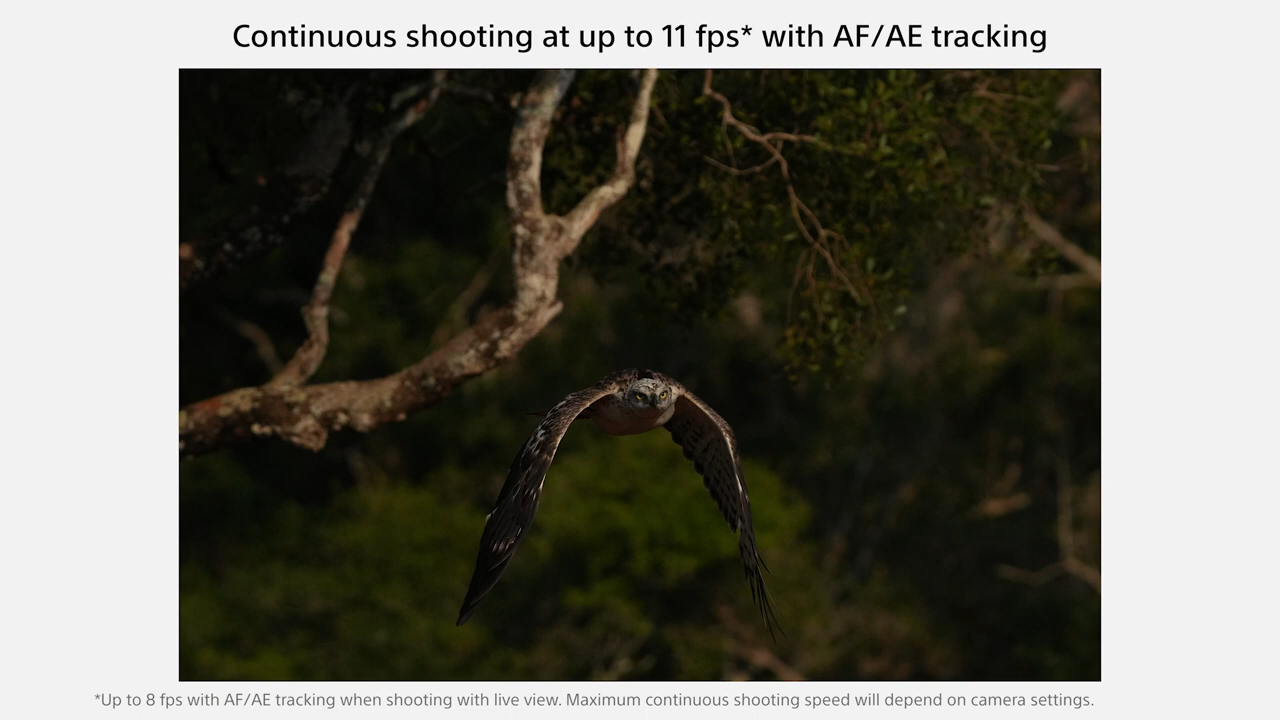 Continuous shooting at up to 11 fps* with AF/AE tracking
*Up to 8 fps with AF/AE tracking when shooting with live view. Maximum continuous shooting speed will depend on camera settings.